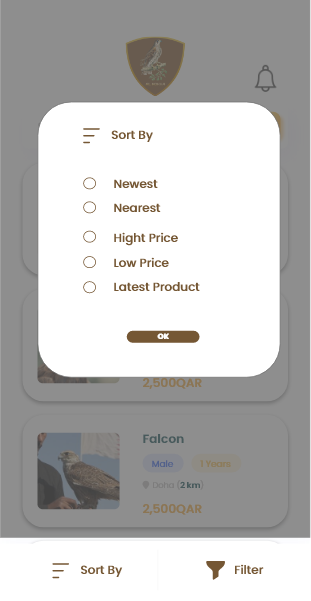 Sort By
Newest
Nearest
Hight Price
Low Price
Latest Product
OK
2,500QAR
Falcon
Male
1 Years
Doha (2 km)
2,500QAR
Sort By
Filter